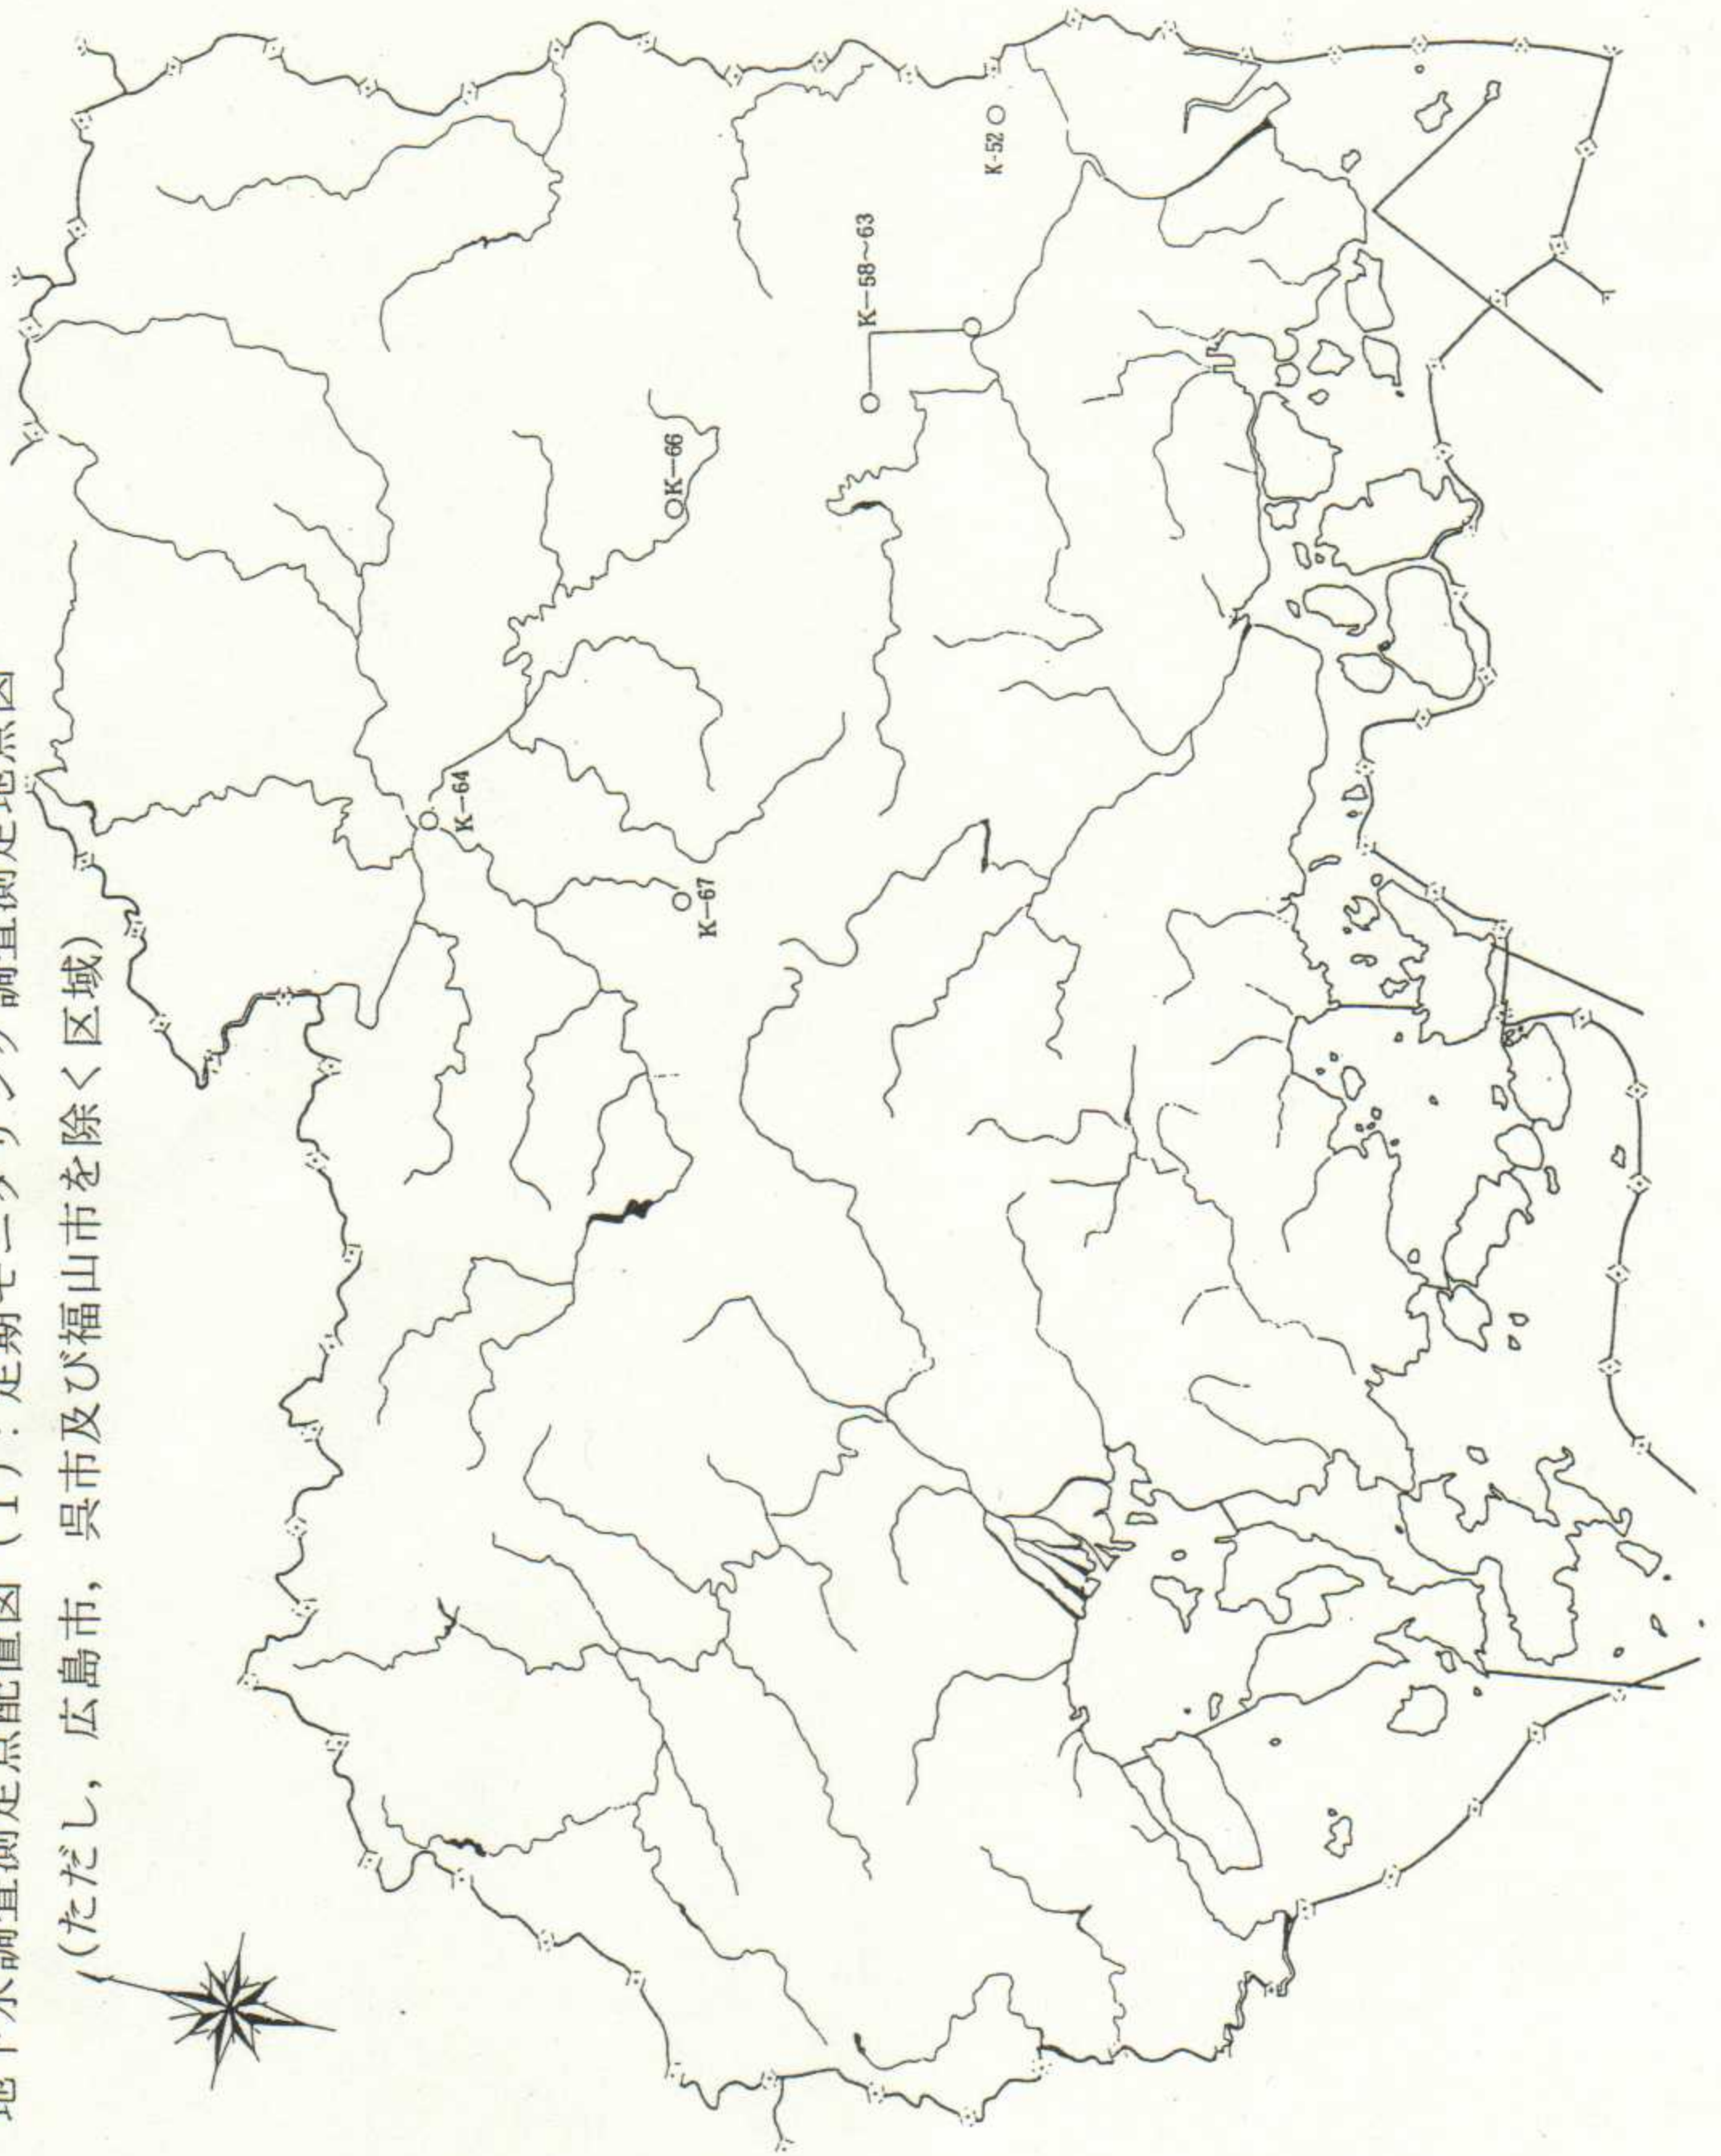 地下水調査測定点配置図(1):定期モニタリング調査測定地点図
(ただし,広島市,呉市及び福山市を除く区域)
K-64
K-66
K-67
K-58~63
K-52